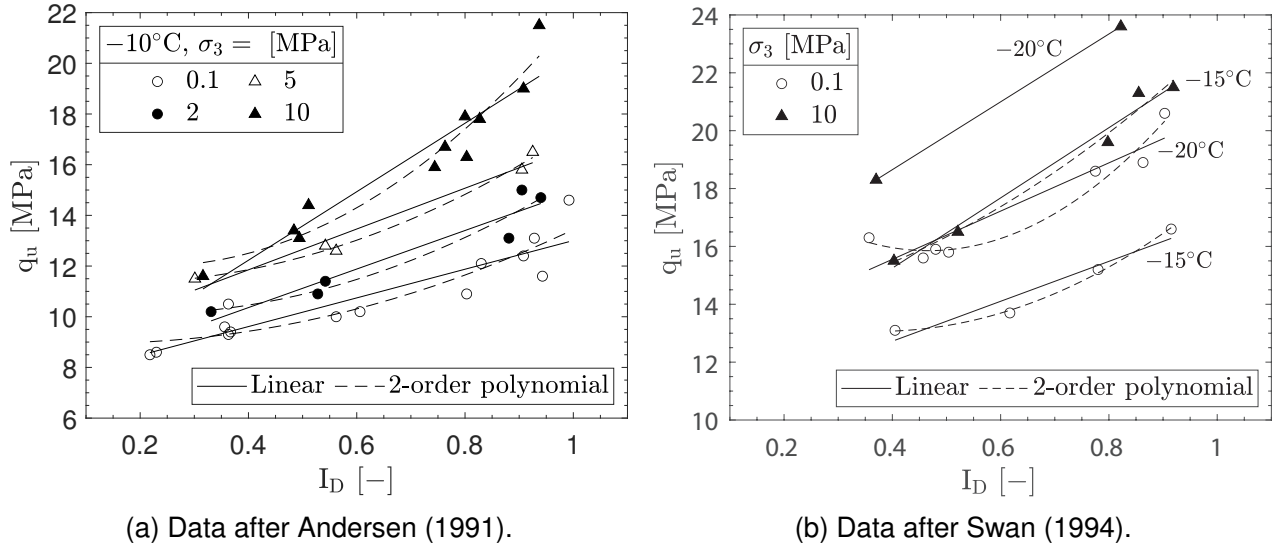 22
20
18
16
14
12
10
8
6
q_u [MPa]
−10°C, σ₃ = [MPa]
0.1 5
2 10
Linear 2-order polynomial
0.2 0.4 0.6 0.8 1
I_D [−]
(a) Data after Andersen (1991).
24
22
20
18
16
14
12
10
q_u [MPa]
σ₃ [MPa]
0.1
10
−20°C
−15°C
−20°C
−15°C
Linear 2-order polynomial
0.2 0.4 0.6 0.8 1
I_D [−]
(b) Data after Swan (1994).